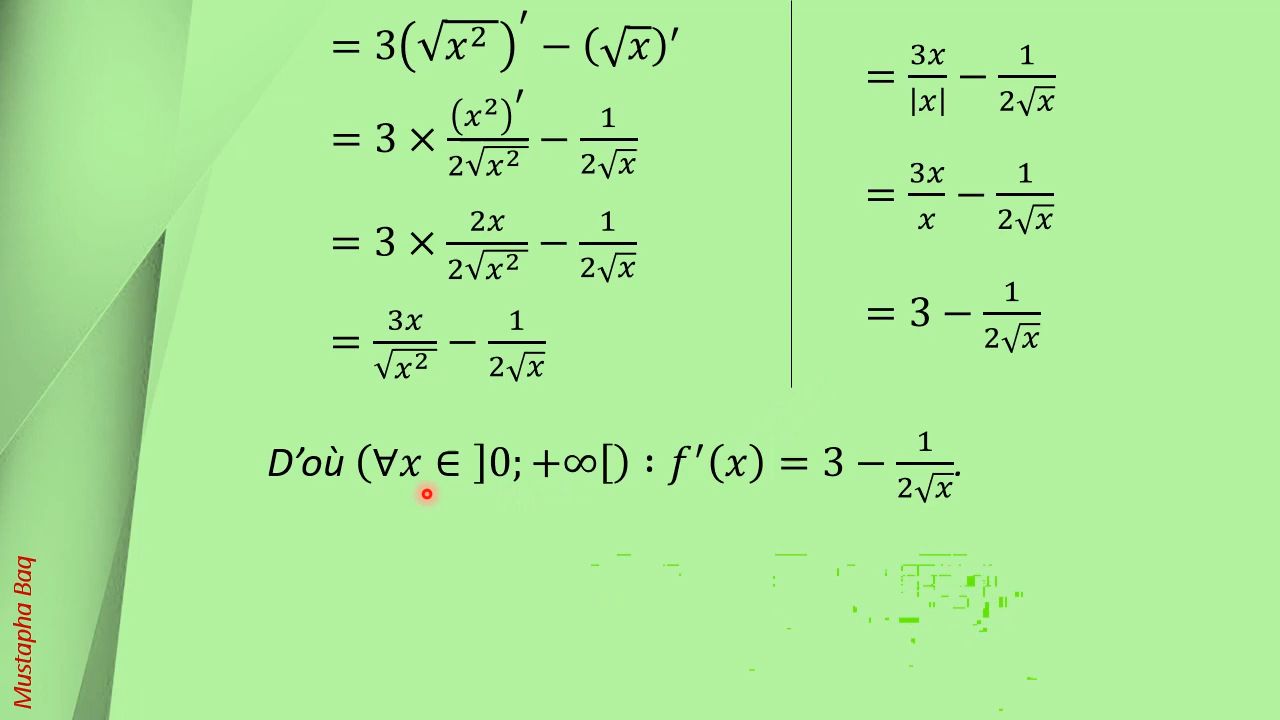 = 3(√x²)′ − (√x)′
= 3 × (x²)′/2√x² − 1/2√x
= 3 × 2x/2√x² − 1/2√x
= 3x/√x² − 1/2√x
= 3x/|x| − 1/2√x
= 3x/x − 1/2√x
= 3 − 1/2√x
D’où (∀x ∈ ]0; +∞[) : f′(x) = 3 − 1/2√x.
Mustapha Baq